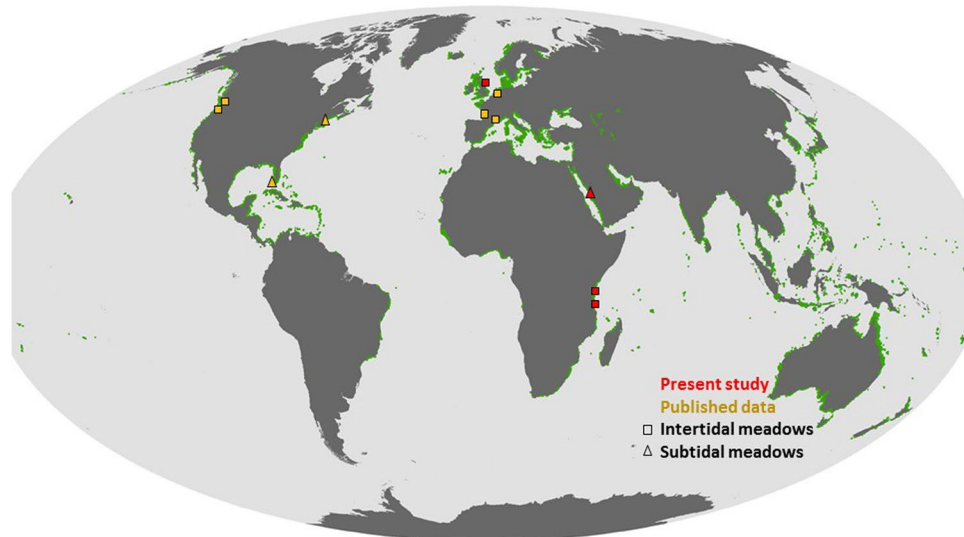 Present study
Published data
Intertidal meadows
Subtidal meadows